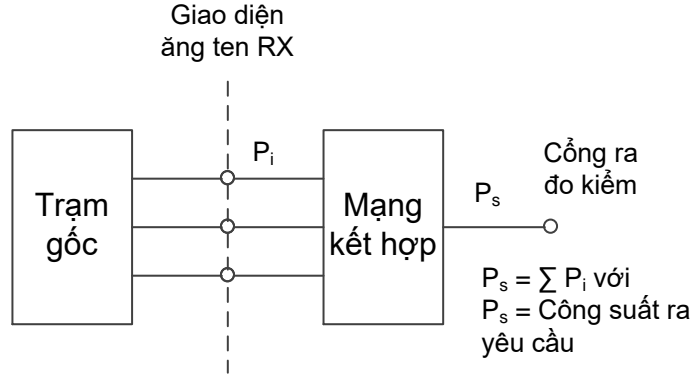 Giao diện
ăng ten RX
Trạm
gốc
Pi
Mạng
kết hợp
Ps
Cổng ra
đo kiểm
Ps = ∑ Pi với
Ps = Công suất ra
yêu cầu